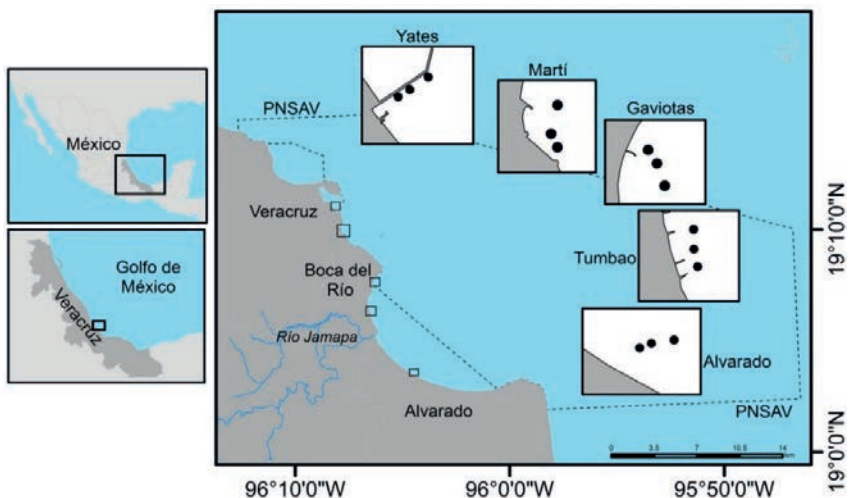 México
Golfo de
México
Veracruz
Yates
Martí
Gaviotas
Tumbao
Alvarado
PNSAV
Veracruz
Boca del
Río
Río Jamapa
Alvarado
PNSAV
0 3.5 7 10.5 14
km
19°10'0"N
19°0'0"N
96°10'0"W
96°0'0"W
95°50'0"W